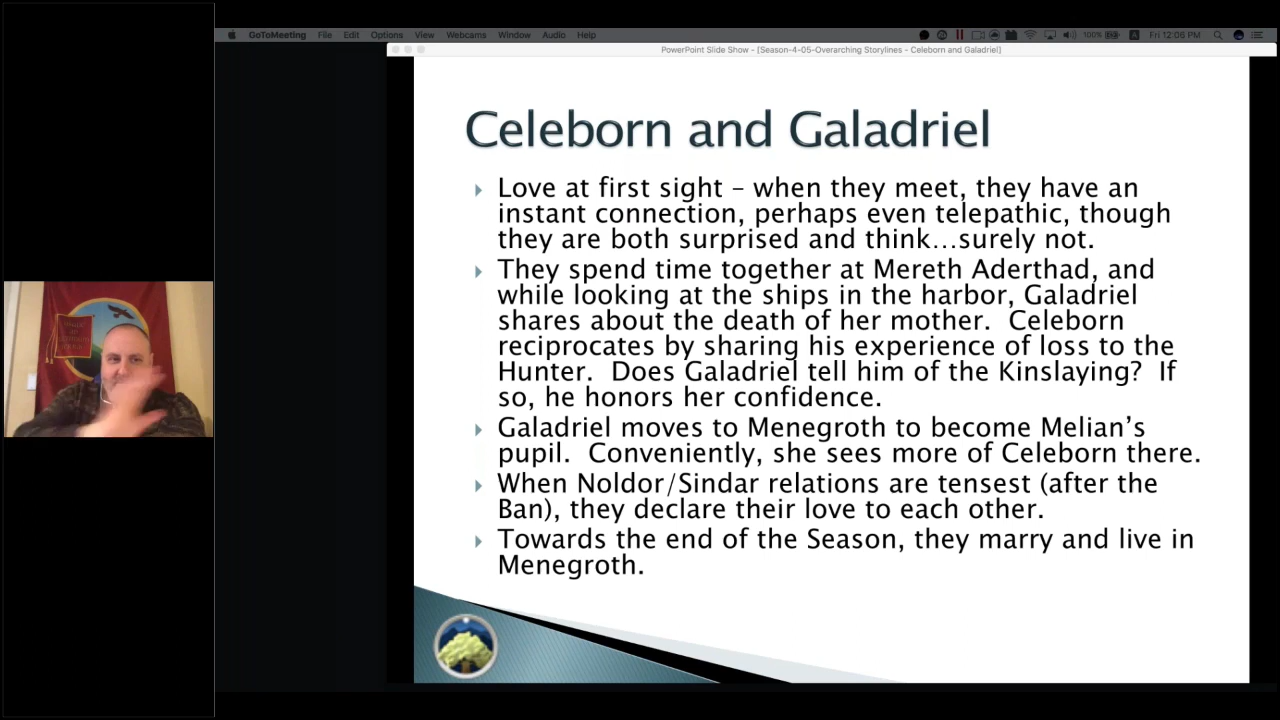 GoToMeeting File Edit Options View Webcams Window Audio Help 100% Fri 12:06 PM
PowerPoint Slide Show - [Season-4-05-Overarching Storylines - Celeborn and Galadriel]
Celeborn and Galadriel
Love at first sight – when they meet, they have an
instant connection, perhaps even telepathic, though
they are both surprised and think…surely not.
They spend time together at Mereth Aderthad, and
while looking at the ships in the harbor, Galadriel
shares about the death of her mother. Celeborn
reciprocates by sharing his experience of loss to the
Hunter. Does Galadriel tell him of the Kinslaying? If
so, he honors her confidence.
Galadriel moves to Menegroth to become Melian’s
pupil. Conveniently, she sees more of Celeborn there.
When Noldor/Sindar relations are tensest (after the
Ban), they declare their love to each other.
Towards the end of the Season, they marry and live in
Menegroth.